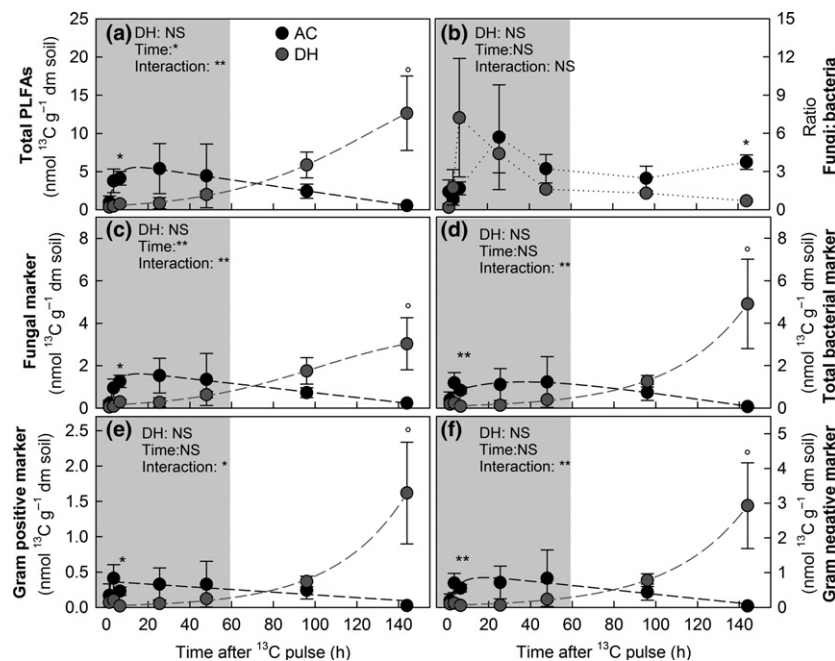 (a) DH: NS
Time:*
Interaction: **
AC
DH
*
°
25
20
15
10
5
0
Total PLFAs
(nmol ¹³C g⁻¹ dm soil)
(b) DH: NS
Time:NS
Interaction: NS
*
15
12
9
6
3
0
Ratio
Fungi bacteria
(c) DH: NS
Time:**
Interaction: **
*
°
8
6
4
2
0
Fungal marker
(nmol ¹³C g⁻¹ dm soil)
(d) DH: NS
Time:NS
Interaction: **
**
°
8
6
4
2
0
Total bacterial marker
(nmol ¹³C g⁻¹ dm soil)
(e) DH: NS
Time:NS
Interaction: *
*
°
2.5
2.0
1.5
1.0
0.5
0.0
Gram positive marker
(nmol ¹³C g⁻¹ dm soil)
0 20 40 60 80 100 120 140
Time after ¹³C pulse (h)
(f) DH: NS
Time:NS
Interaction: **
**
°
5
4
3
2
1
0
Gram negative marker
(nmol ¹³C g⁻¹ dm soil)
0 20 40 60 80 100 120 140
Time after ¹³C pulse (h)